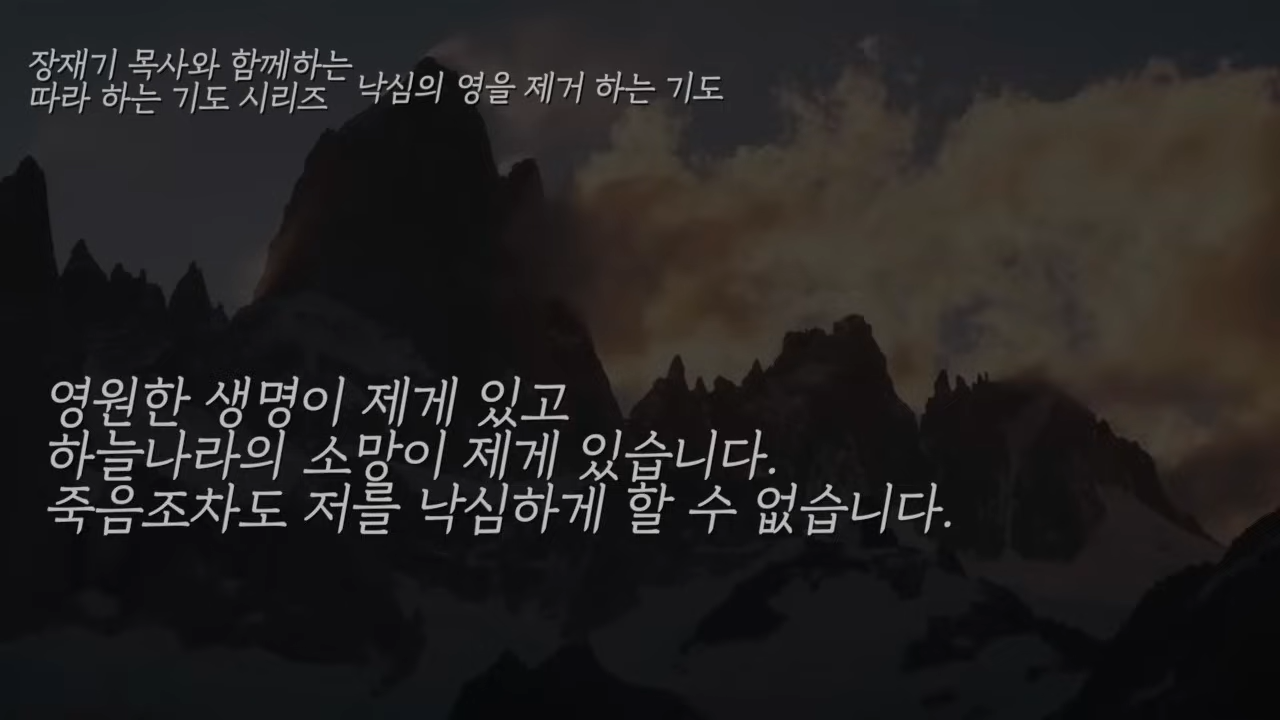 장재기 목사와 함께하는
따라 하는 기도 시리즈
낙심의 영을 제거 하는 기도
영원한 생명이 제게 있고
하늘나라의 소망이 제게 있습니다.
죽음조차도 저를 낙심하게 할 수 없습니다.